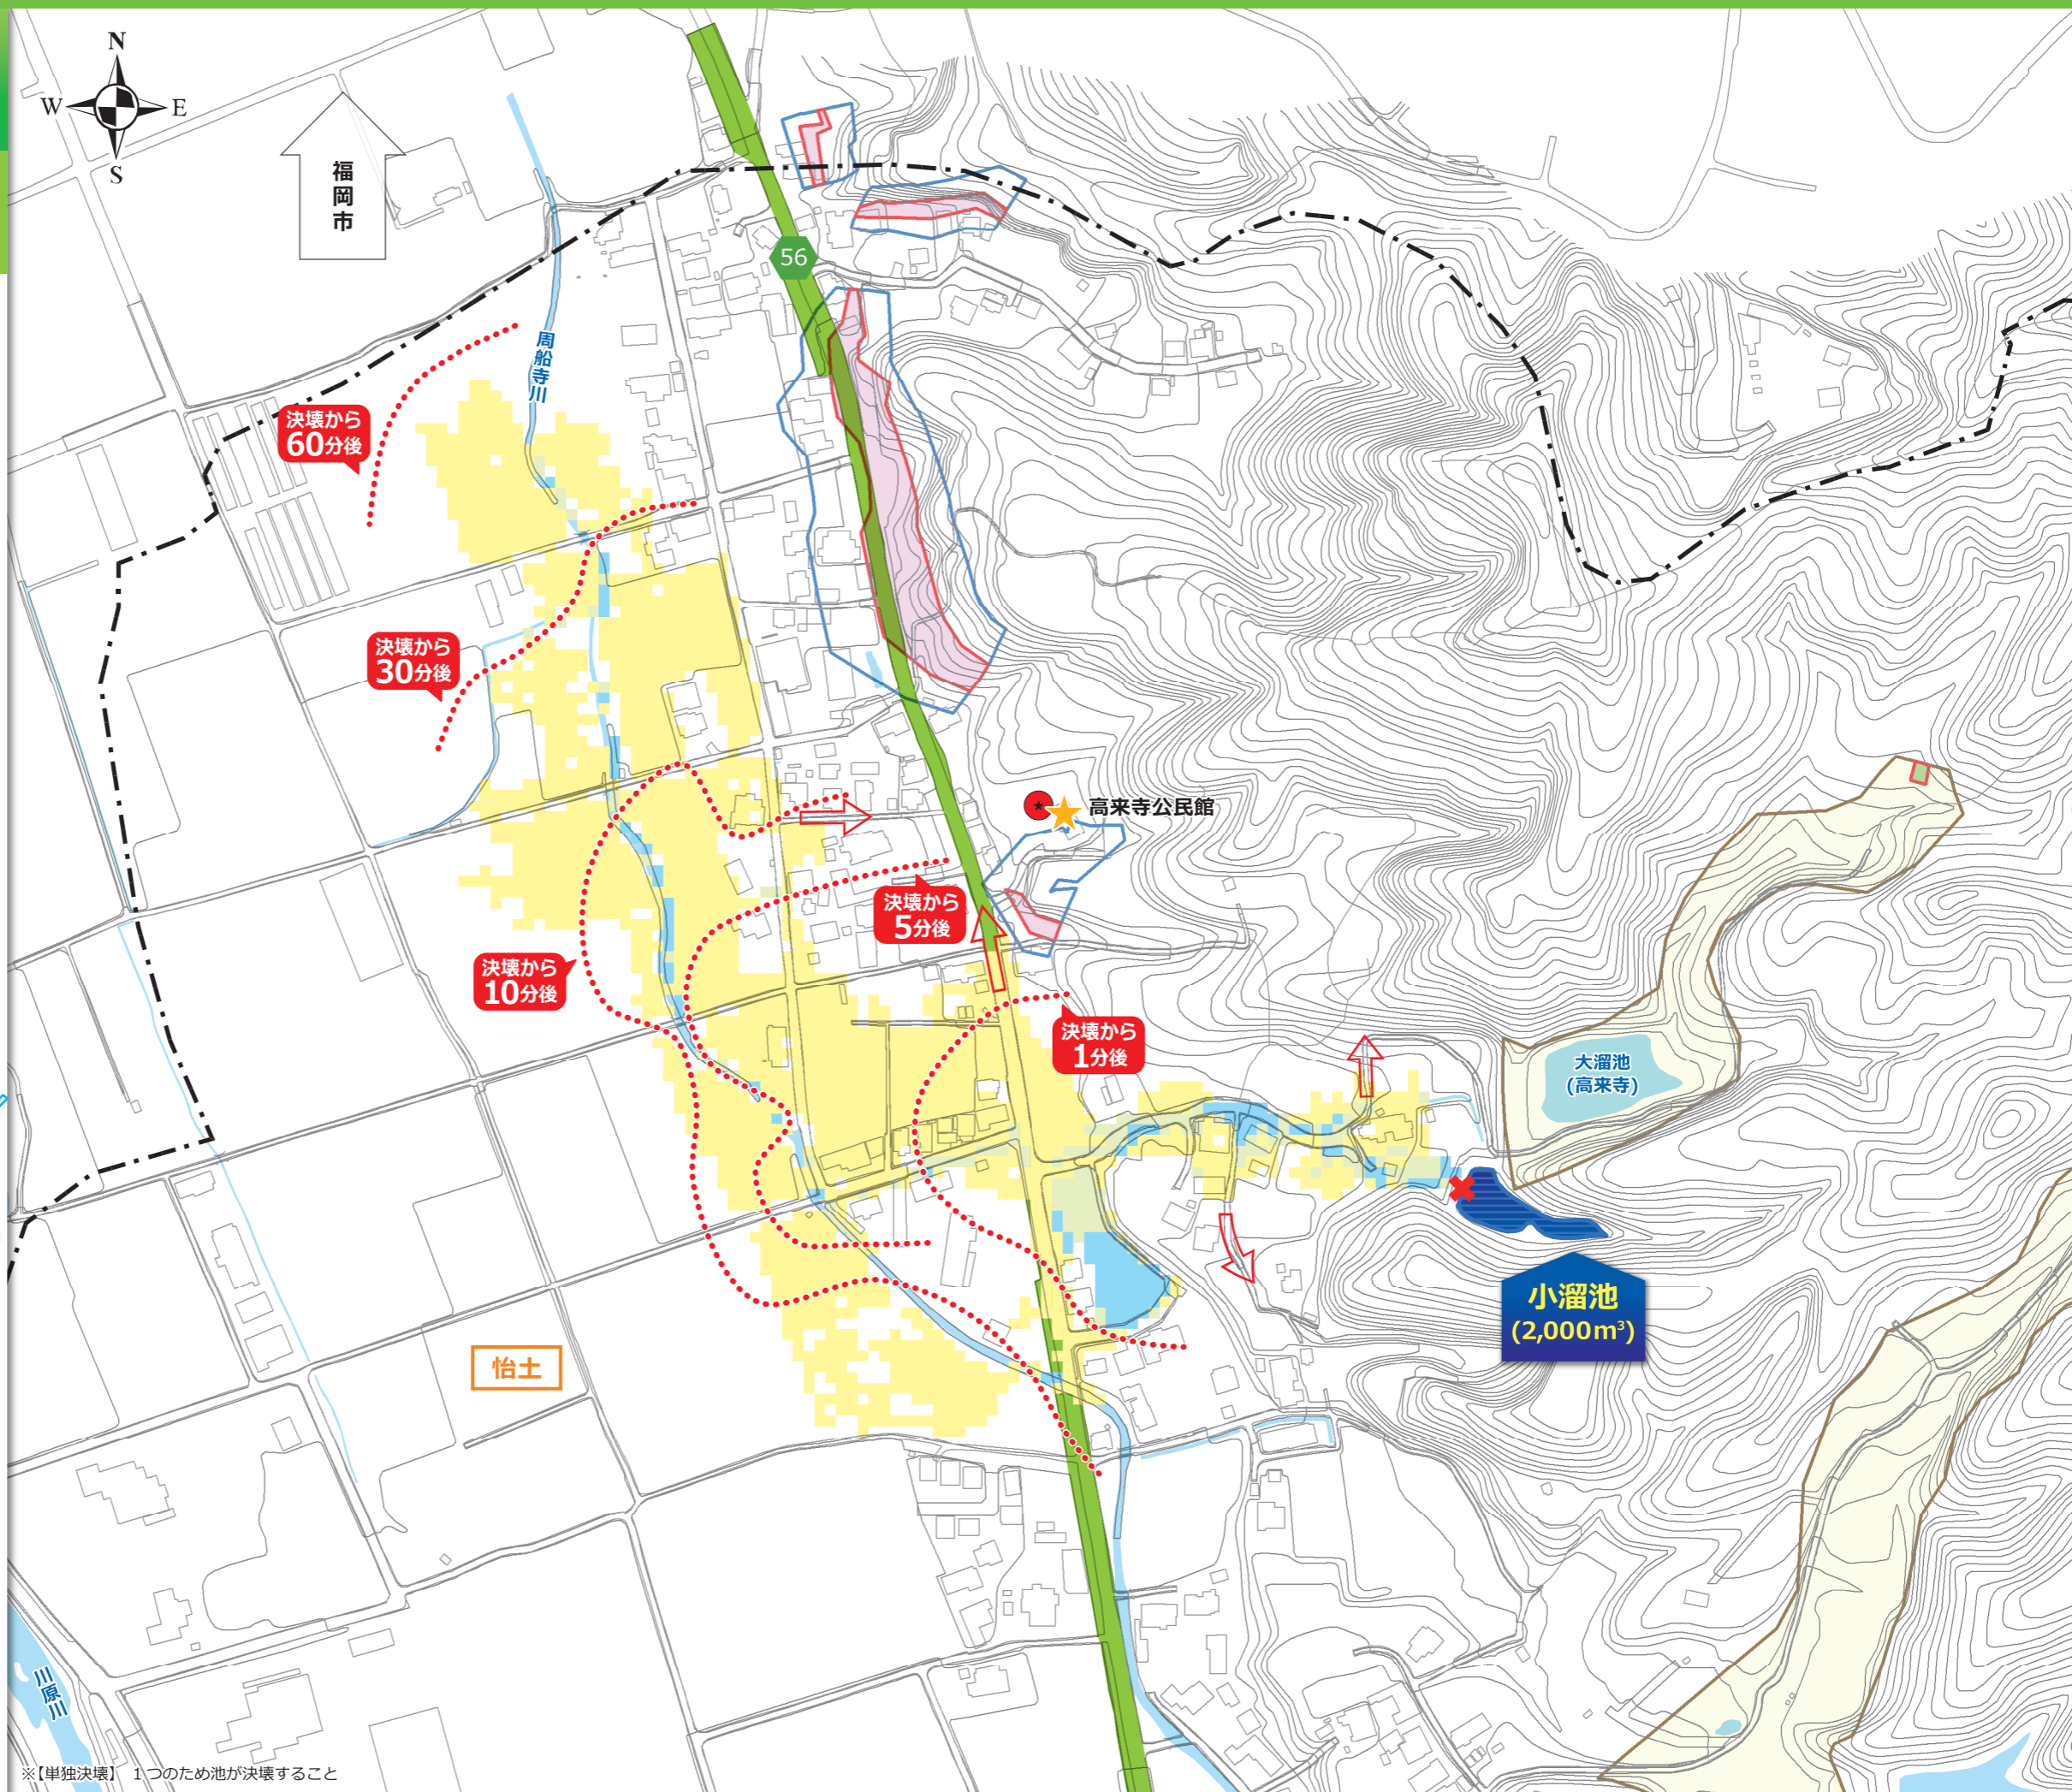 N
W
E
S
福岡市
56
周船寺川
決壊から
60分後
決壊から
30分後
高来寺公民館
決壊から
5分後
決壊から
10分後
決壊から
1分後
大溜池
(高来寺)
小溜池
(2,000m³)
怡土
川原川
※【単独決壊】 1つのため池が決壊すること